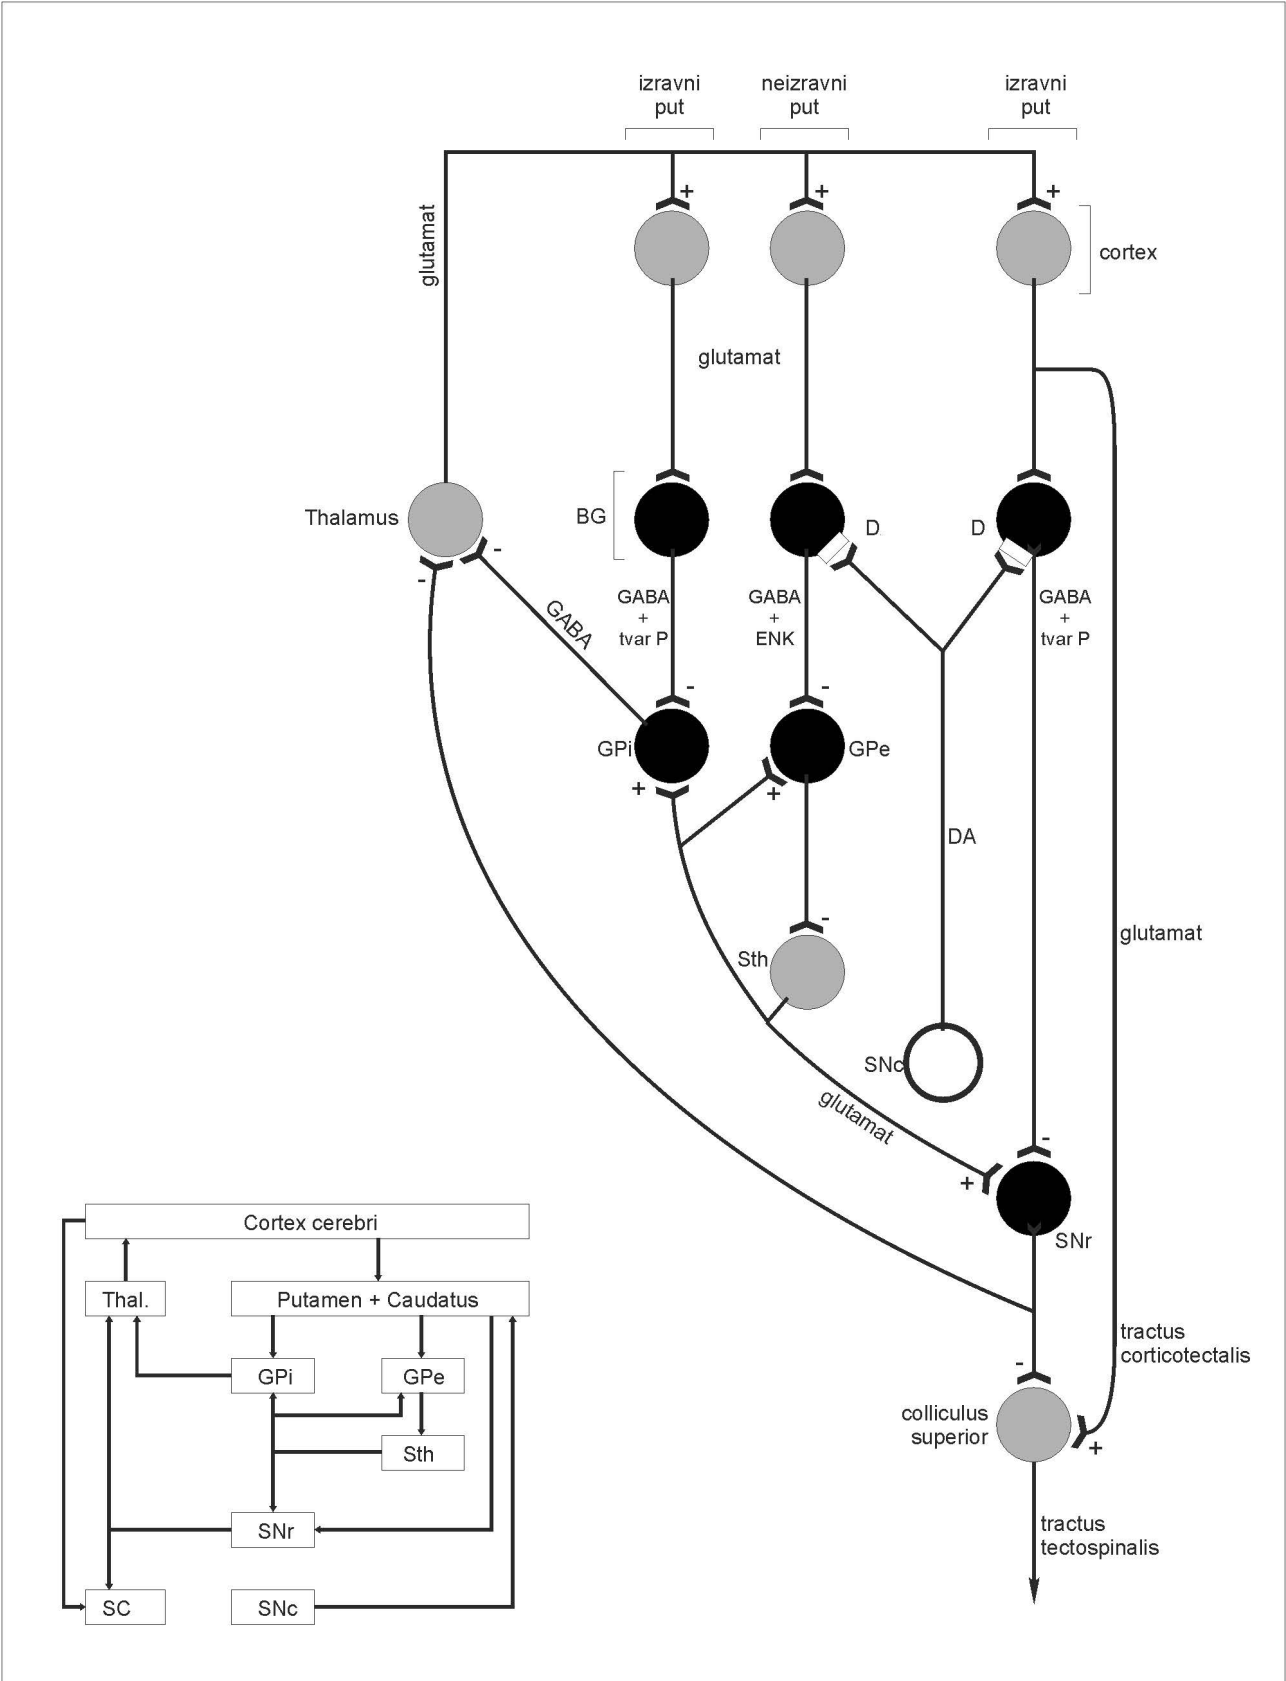 izravni
put
neizravni
put
izravni
put
+
+
+
glutamat
cortex
glutamat
Thalamus
BG
D
D
-
-
GABA
GABA
+
tvar P
GABA
+
ENK
GABA
+
tvar P
-
-
GPi
GPe
+
+
DA
-
Sth
glutamat
SNc
glutamat
-
+
SNr
tractus
corticotectalis
-
colliculus
superior
+
tractus
tectospinalis
Cortex cerebri
Thal.
Putamen + Caudatus
GPi
GPe
Sth
SNr
SC
SNc